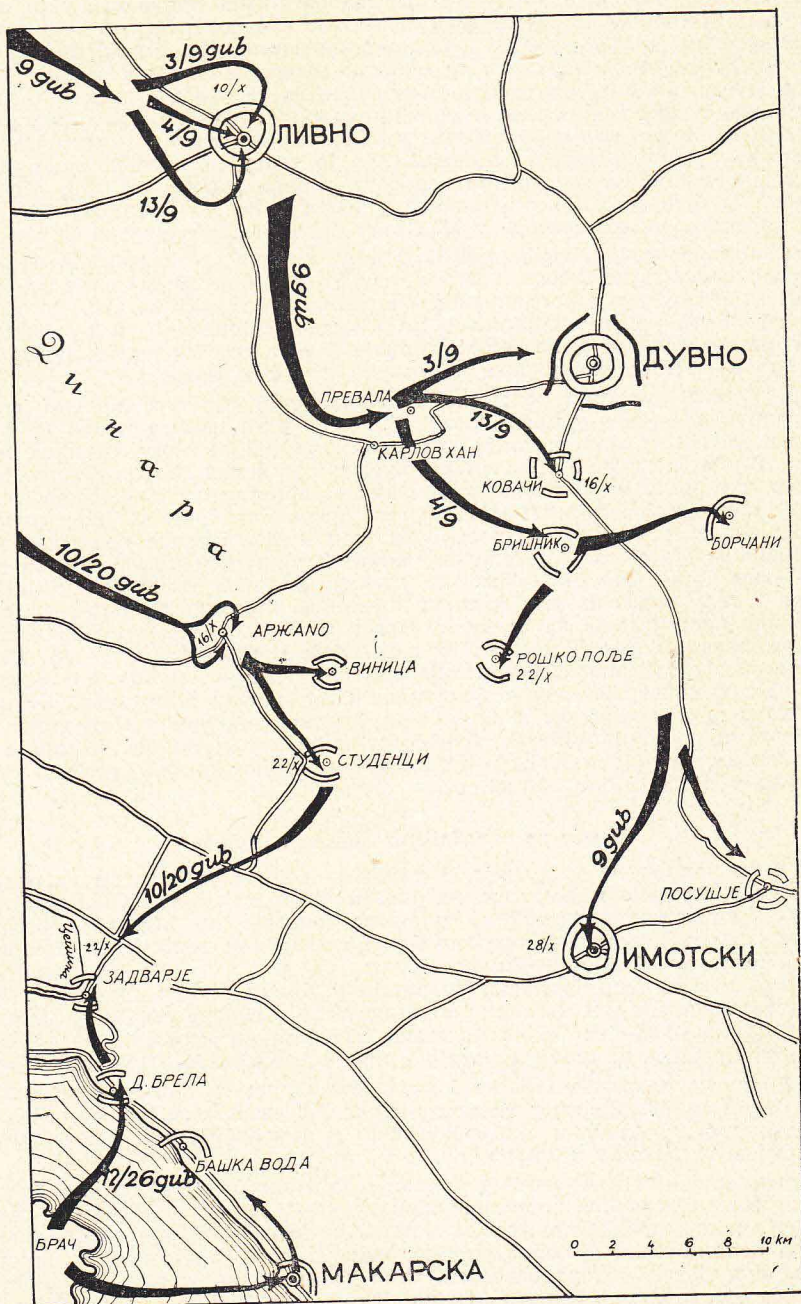 9 див
3/9 див
10/X
4/9
13/9
ЛИВНО
9 див
Динара
3/9
ДУВНО
ПРЕВАЛА
13/9
КАРЛОВ ХАН
КОВАЧИ
16/X
4/9
БРИШНИК
БОРЧАНИ
10/20 див
16/X
АРЖАNО
ВИНИЦА
РОШКО ПОЉЕ
22/X
22/X
СТУДЕНЦИ
9 див
10/20 див
ПОСУШЈЕ
22/X
Цетина
ЗАДВАРЈЕ
28/X
ИМОТСКИ
Д. БРЕЛА
БАШКА ВОДА
12/26 див
БРАЧ
МАКАРСКА
0 2 4 6 8 10 км